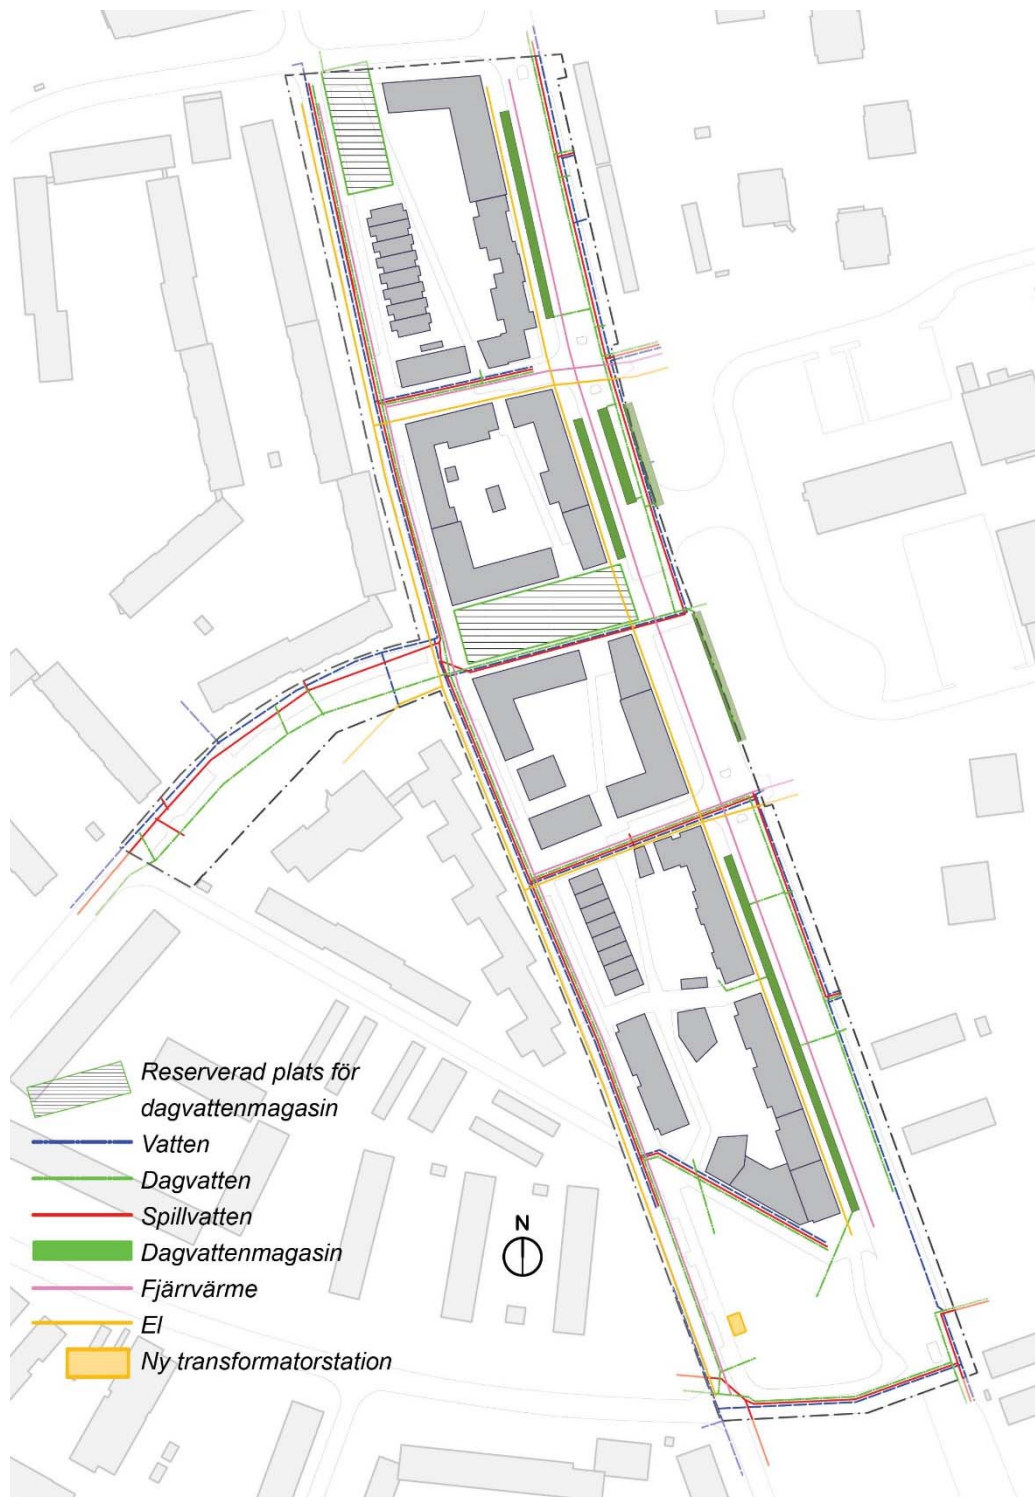 Reserverad plats för
dagvattenmagasin
Vatten
Dagvatten
Spillvatten
Dagvattenmagasin
Fjärrvärme
El
Ny transformatorstation
N